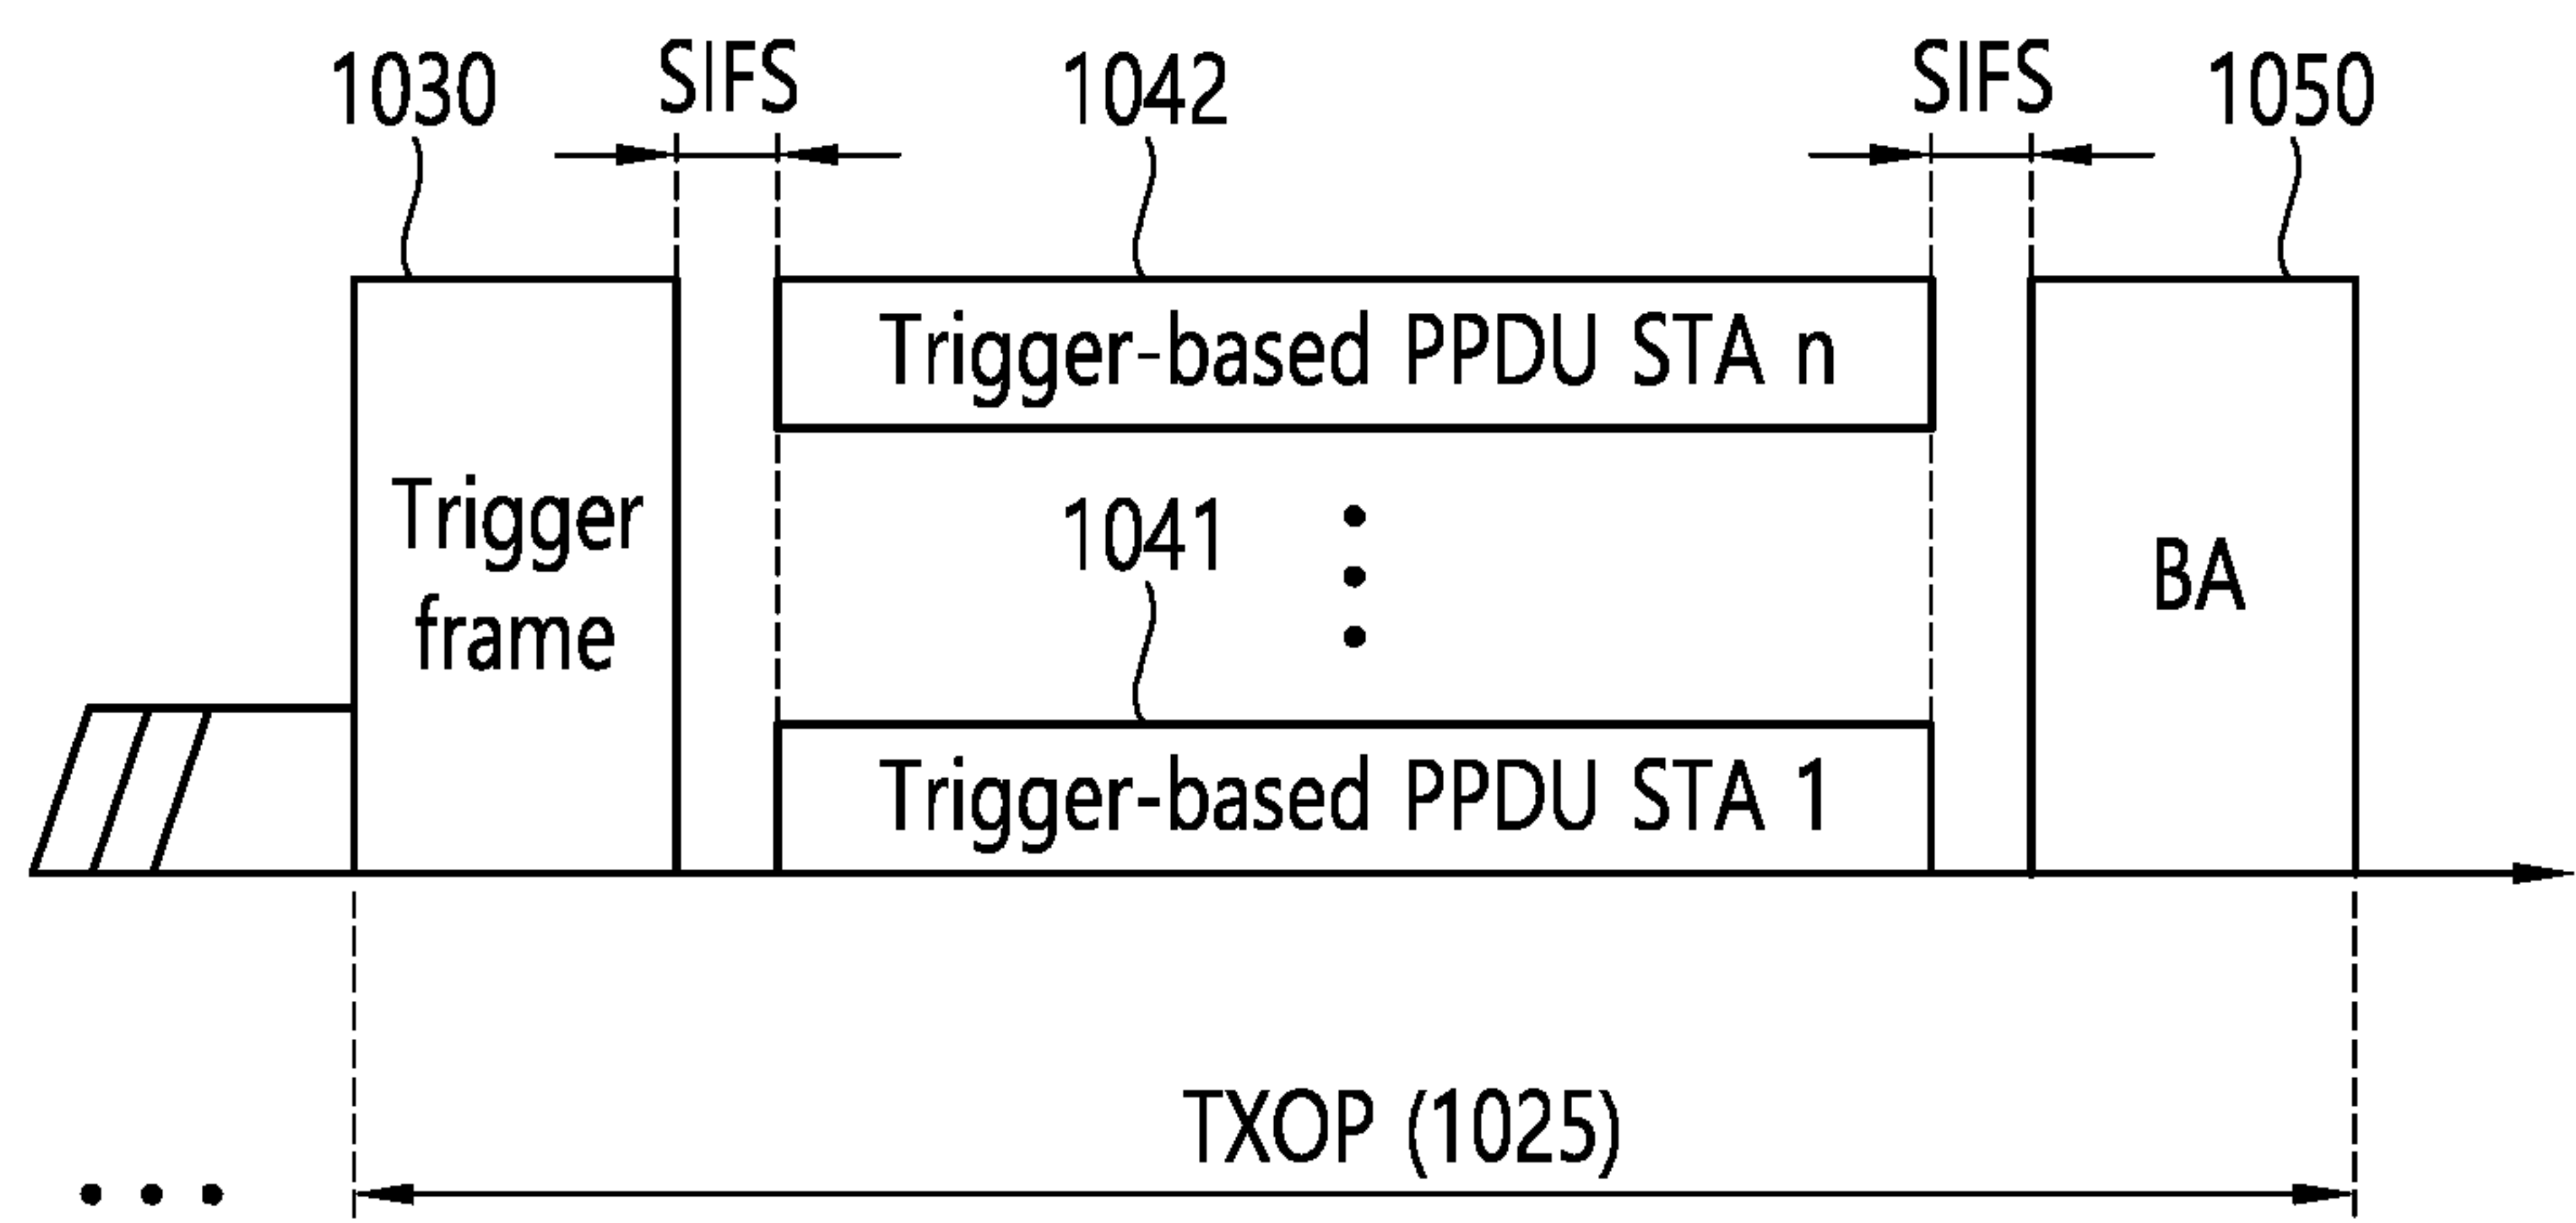 1030
SIFS
1042
SIFS
1050
Trigger-based PPDU STA n
Trigger
frame
1041
BA
Trigger-based PPDU STA 1
TXOP (1025)